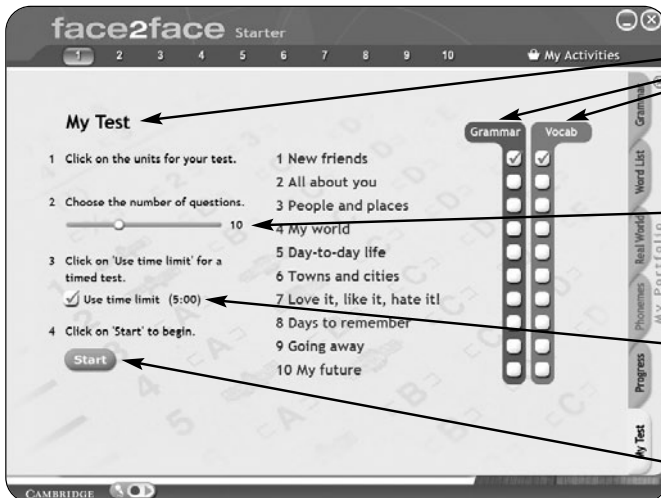 face2face Starter
1 2 3 4 5 6 7 8 9 10 My Activities
My Test
Grammar Vocab
1 Click on the units for your test.
2 Choose the number of questions.
10
3 Click on 'Use time limit' for a
timed test.
Use time limit (5:00)
4 Click on 'Start' to begin.
Start
1 New friends
2 All about you
3 People and places
4 My world
5 Day-to-day life
6 Towns and cities
7 Love it, like it, hate it!
8 Days to remember
9 Going away
10 My future
Grammar
Word List
Real World
Phonemes
Progress
My Test
My Portfolio
CAMBRIDGE